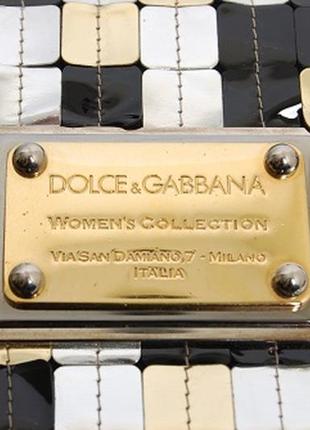 DOLCE & GABBANA
WOMEN'S COLLECTION
VIA SAN DAMIANO, 7 - MILANO
ITALIA